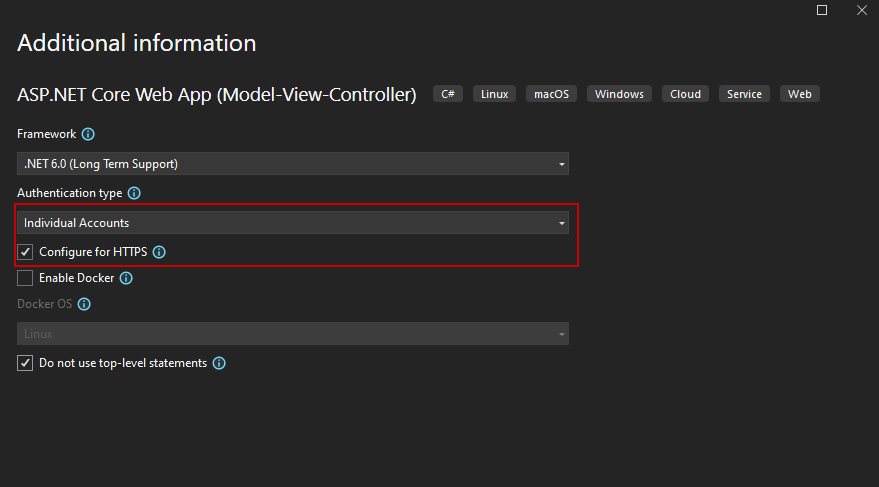 Additional information
ASP.NET Core Web App (Model-View-Controller) C# Linux macOS Windows Cloud Service Web
Framework
.NET 6.0 (Long Term Support)
Authentication type
Individual Accounts
Configure for HTTPS
Enable Docker
Docker OS
Linux
Do not use top-level statements